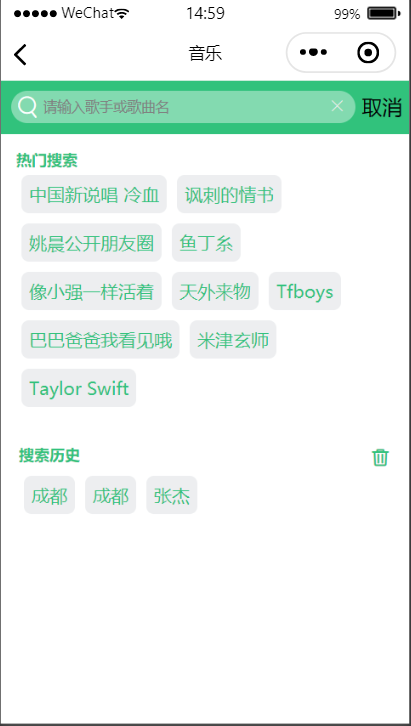 WeChat 14:59 99%
音乐
请输入歌手或歌曲名 取消
热门搜索
中国新说唱 冷血 讽刺的情书
姚晨公开朋友圈 鱼丁糸
像小强一样活着 天外来物 Tfboys
巴巴爸爸我看见哦 米津玄师
Taylor Swift
搜索历史
成都 成都 张杰